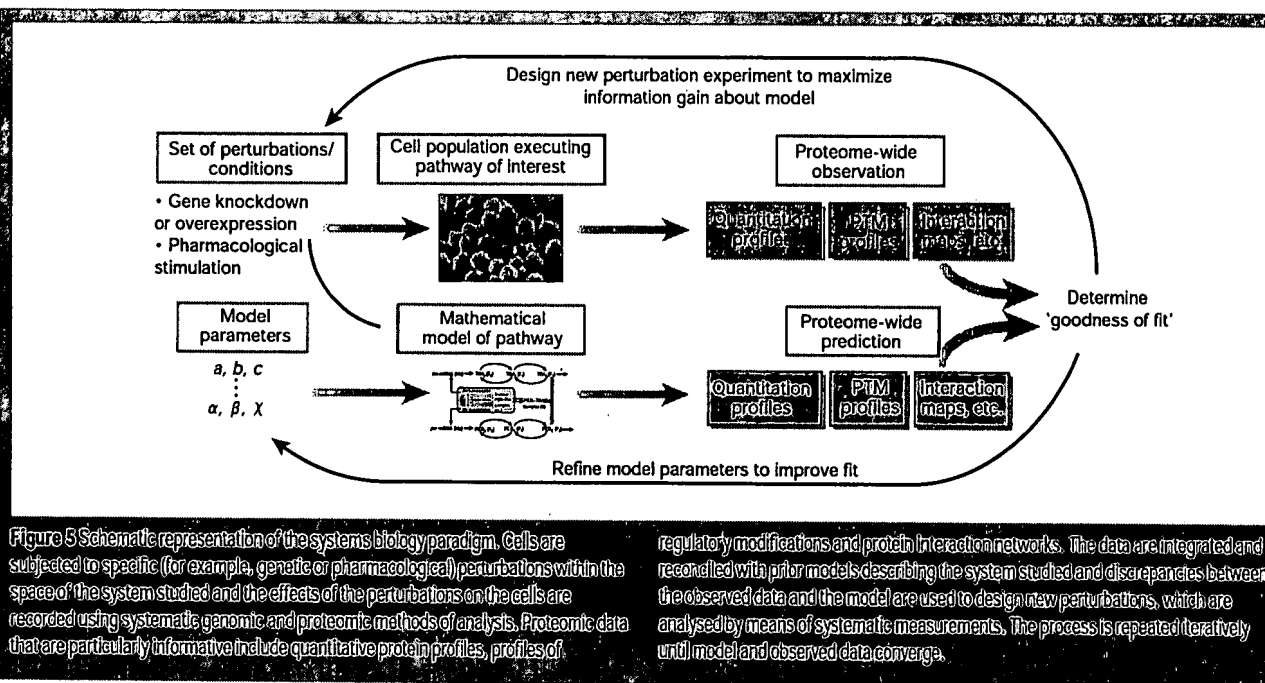 Design new perturbation experiment to maximize
information gain about model
Set of perturbations/
conditions
Cell population executing
pathway of interest
Proteome-wide
observation
• Gene knockdown
or overexpression
• Pharmacological
stimulation
Quantitation
profiles
PTM
profiles
Interaction
maps, etc.
Determine
'goodness of fit'
Model
parameters
Mathematical
model of pathway
Proteome-wide
prediction
a, b, c
α, β, χ
Quantitation
profiles
PTM
profiles
Interaction
maps, etc.
Refine model parameters to improve fit
Figure 5 Schematic representation of the systems biology paradigm. Cells are
subjected to specific (for example, genetic or pharmacological) perturbations within the
space of the system studied and the effects of the perturbations on the cells are
recorded using systematic genomic and proteomic methods of analysis. Proteomic data
that are particularly informative include quantitative protein profiles, profiles of
regulatory modifications and protein interaction networks. The data are integrated and
reconciled with prior models describing the system studied and discrepancies between
the observed data and the model are used to design new perturbations, which are
analysed by means of systematic measurements. The process is repeated iteratively
until model and observed data converge.